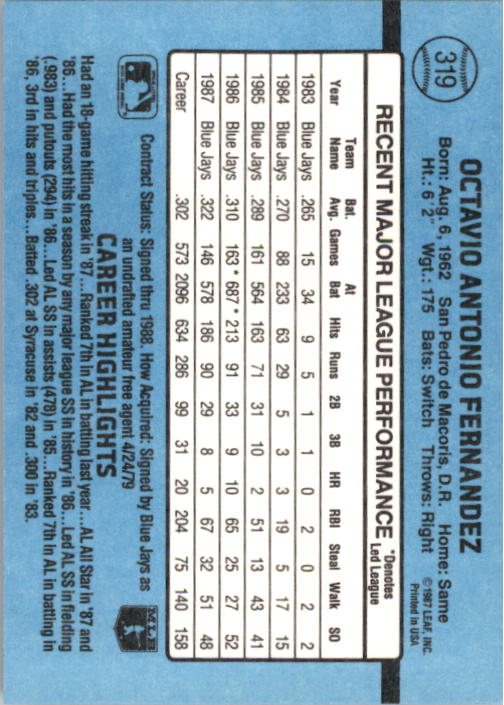 319
OCTAVIO ANTONIO FERNANDEZ
Born: Aug. 6, 1962 San Pedro de Macoris, D.R. Home: Same
Ht.: 6' 2" Wgt.: 175 Bats: Switch Throws: Right
©1987 LEAF, INC.
Printed in USA
RECENT MAJOR LEAGUE PERFORMANCE *Denotes Led League
Year Team Name Bat. Avg. Games At Bat Hits Runs 2B 3B HR RBI Steal Walk SO
1983 Blue Jays .265 15 34 9 5 1 1 0 2 0 2 2
1984 Blue Jays .270 88 233 63 29 5 3 3 19 5 17 15
1985 Blue Jays .289 161 564 163 71 31 10 2 51 13 43 41
1986 Blue Jays .310 163* 687* 213 91 33 9 10 65 25 27 52
1987 Blue Jays .322 146 578 186 90 29 8 5 67 32 51 48
Career .302 573 2096 634 286 99 31 20 204 75 140 158
Contract Status: Signed thru 1998. How Acquired: Signed by Blue Jays as
an undrafted amateur free agent 4/24/79
MLB
CAREER HIGHLIGHTS
Had an 18-game hitting streak in '87...Ranked 7th in AL in batting last year...AL All Star in '87 and
'86...Had the most hits in a season by any major league SS in history in '86...Led AL SS in fielding
(.983) and putouts (294) in '86...Led AL SS in assists (478) in '85...Ranked 7th in AL in batting in
'86, 3rd in hits and triples...Batted .302 at Syracuse in '82 and .300 in '83.